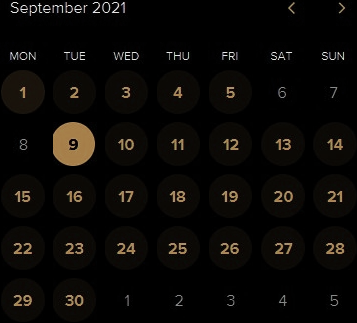 September 2021
MON TUE WED THU FRI SAT SUN
1 2 3 4 5 6 7
8 9 10 11 12 13 14
15 16 17 18 19 20 21
22 23 24 25 26 27 28
29 30 1 2 3 4 5